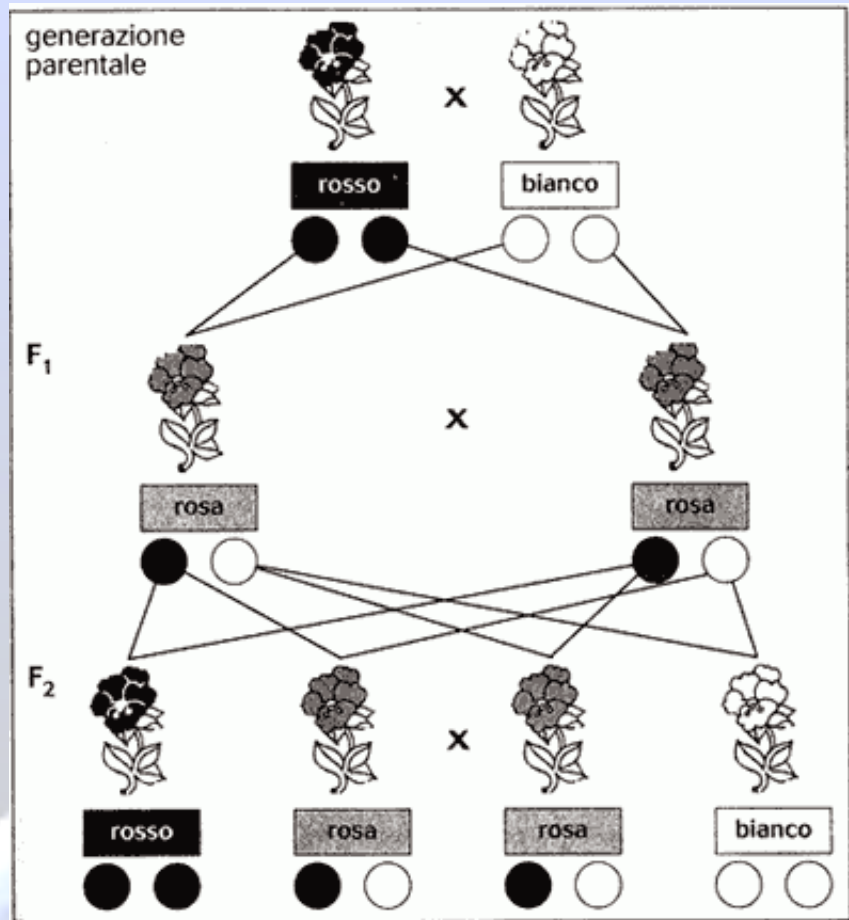 generazione
parentale
x
rosso
bianco
F₁
x
rosa
rosa
F₂
x
rosso
rosa
rosa
bianco